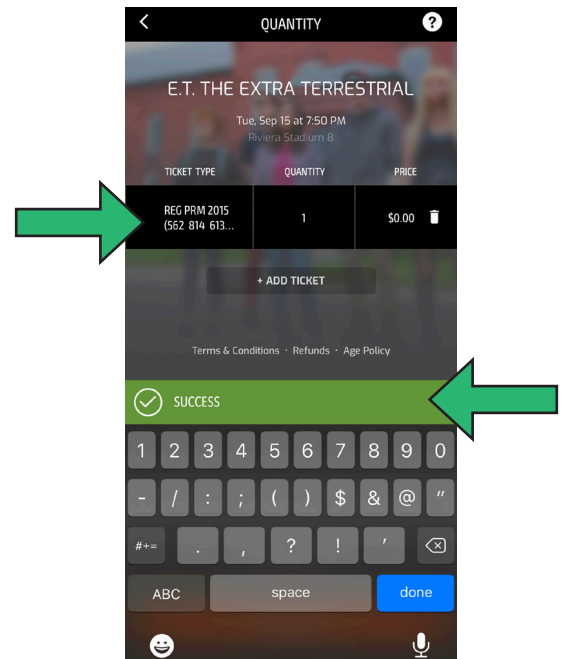 QUANTITY ?
E.T. THE EXTRA TERRESTRIAL
Tue, Sep 15 at 7:50 PM
Riviera Stadium 8
TICKET TYPE QUANTITY PRICE
REG PRM 2015
(562 814 613... 1 $0.00
+ ADD TICKET
Terms & Conditions · Refunds · Age Policy
SUCCESS
1 2 3 4 5 6 7 8 9 0
- / : ; ( ) $ & @ "
#+= . , ? ! '
ABC space done